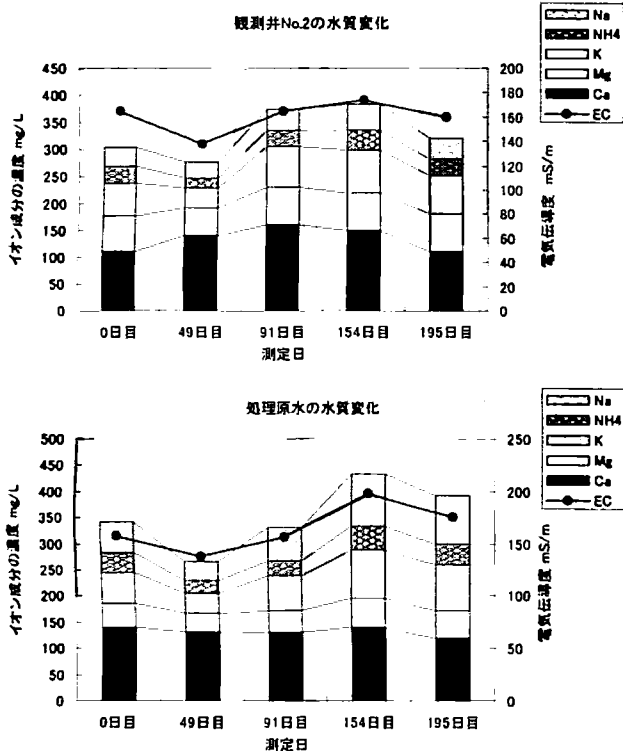 観測井No.2の水質変化
Na
NH4
K
Mg
Ca
EC
イオン成分の濃度 mg/L
450
400
350
300
250
200
150
100
50
0
200
180
160
140
120
100
80
60
40
20
0
電気伝導度 mS/m
0日目 49日目 91日目 154日目 195日目
測定日
処理原水の水質変化
Na
NH4
K
Mg
Ca
EC
イオン成分の濃度 mg/L
500
450
400
350
300
250
200
150
100
50
0
250
200
150
100
50
0
電気伝導度 mS/m
0日目 49日目 91日目 154日目 195日目
測定日